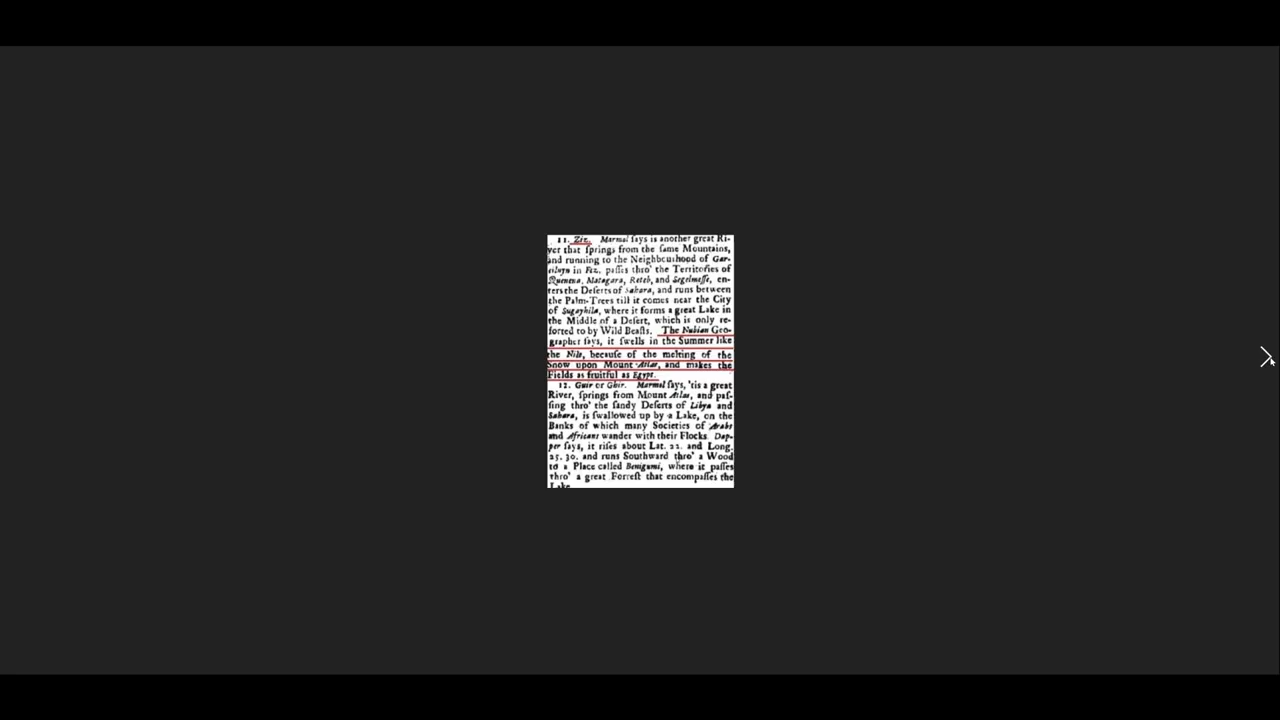 11. Ziz. Marmol ſays is another great Ri-
ver that ſprings from the ſame Mountains,
and running to the Neighbourhood of Gar-
in Fez, paſſes thro' the Territories of
Quenena, Matagara, Reteb, and Segelmeſſe, en-
ters the Deſerts of Sahara, and runs between
the Palm-Trees till it comes near the City
of Sugayhila, where it forms a great Lake in
the Middle of a Deſert, which is only re-
ſorted to by Wild Beaſts. The Nubian Geo-
grapher ſays, it ſwells in the Summer like
the Nile, becauſe of the melting of the
Snow upon Mount Atlas, and makes the
Fields as fruitful as Egypt.
12. Guir or Ghir. Marmol ſays, 'tis a great
River, ſprings from Mount Atlas, and paſ-
ſing thro' the ſandy Deſerts of Libya and
Sahara, is ſwallowed up by a Lake, on the
Banks of which many Societies of Arabs
and Africans wander with their Flocks. Dap-
per ſays, it riſes about Lat. 22. and Long.
25. 30. and runs Southward thro' a Wood
to a Place called Benigumi, where it paſſes
thro' a great Forreſt that encompaſſes the
Lake